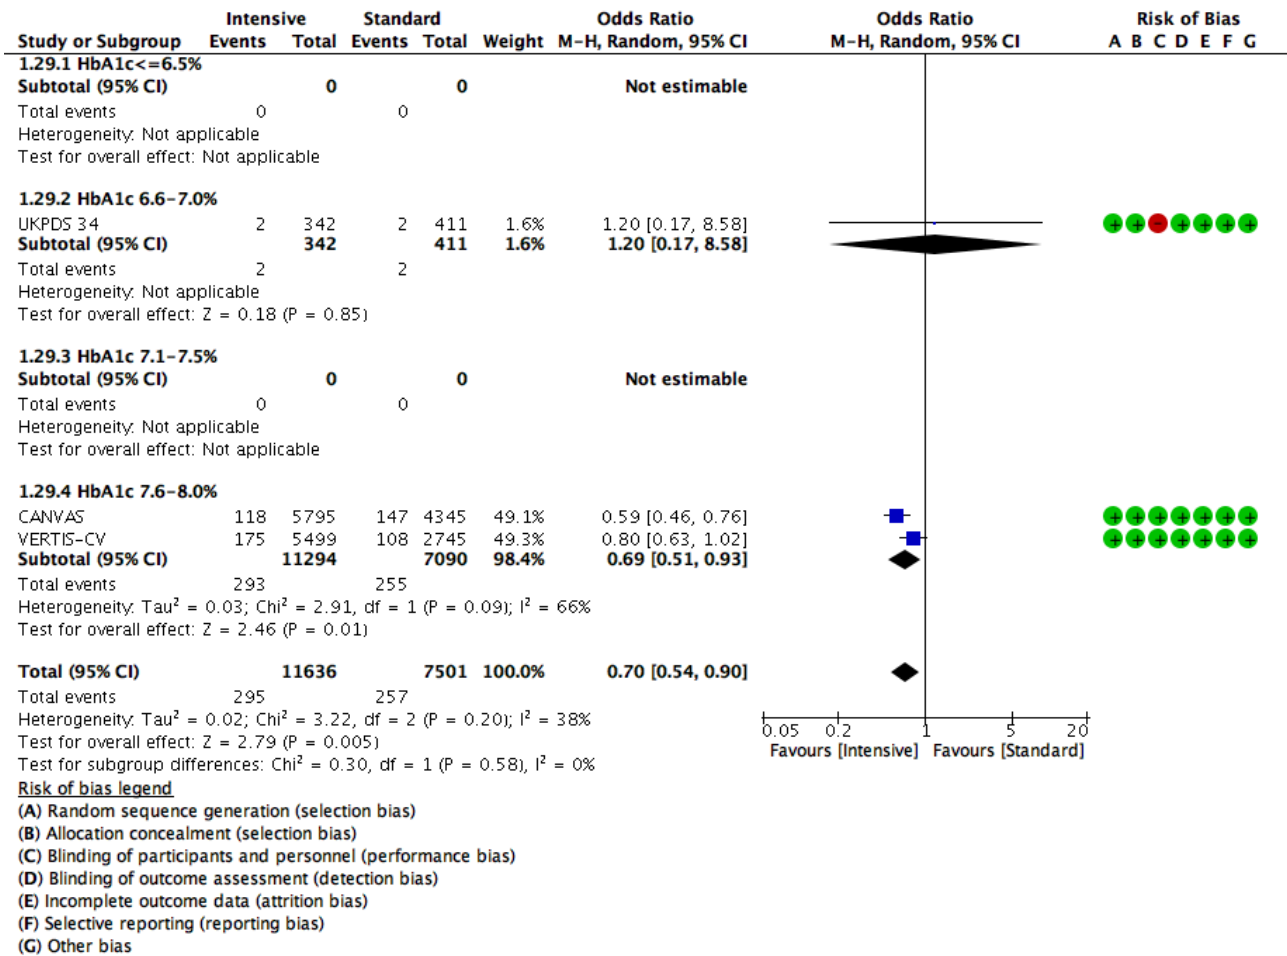 Intensive Standard Odds Ratio Odds Ratio Risk of Bias
Study or Subgroup Events Total Events Total Weight M-H, Random, 95% CI M-H, Random, 95% CI A B C D E F G
1.29.1 HbA1c<=6.5%
Subtotal (95% CI) 0 0 Not estimable
Total events 0 0
Heterogeneity: Not applicable
Test for overall effect: Not applicable
1.29.2 HbA1c 6.6-7.0%
UKPDS 34 2 342 2 411 1.6% 1.20 [0.17, 8.58] + + - + + + +
Subtotal (95% CI) 342 411 1.6% 1.20 [0.17, 8.58]
Total events 2 2
Heterogeneity: Not applicable
Test for overall effect: Z = 0.18 (P = 0.85)
1.29.3 HbA1c 7.1-7.5%
Subtotal (95% CI) 0 0 Not estimable
Total events 0 0
Heterogeneity: Not applicable
Test for overall effect: Not applicable
1.29.4 HbA1c 7.6-8.0%
CANVAS 118 5795 147 4345 49.1% 0.59 [0.46, 0.76] + + + + + + +
VERTIS-CV 175 5499 108 2745 49.3% 0.80 [0.63, 1.02] + + + + + + +
Subtotal (95% CI) 11294 7090 98.4% 0.69 [0.51, 0.93]
Total events 293 255
Heterogeneity: Tau² = 0.03; Chi² = 2.91, df = 1 (P = 0.09); I² = 66%
Test for overall effect: Z = 2.46 (P = 0.01)
Total (95% CI) 11636 7501 100.0% 0.70 [0.54, 0.90]
Total events 295 257
Heterogeneity: Tau² = 0.02; Chi² = 3.22, df = 2 (P = 0.20); I² = 38%
Test for overall effect: Z = 2.79 (P = 0.005)
Test for subgroup differences: Chi² = 0.30, df = 1 (P = 0.58), I² = 0%
0.05 0.2 1 5 20
Favours [Intensive] Favours [Standard]
Risk of bias legend
(A) Random sequence generation (selection bias)
(B) Allocation concealment (selection bias)
(C) Blinding of participants and personnel (performance bias)
(D) Blinding of outcome assessment (detection bias)
(E) Incomplete outcome data (attrition bias)
(F) Selective reporting (reporting bias)
(G) Other bias